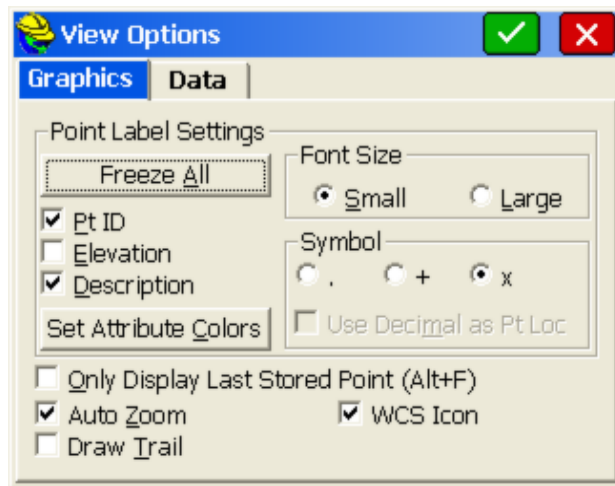 View Options
Graphics Data
Point Label Settings
Freeze All
Font Size
Small Large
Pt ID
Elevation
Description
Symbol
. + x
Set Attribute Colors
Use Decimal as Pt Loc
Only Display Last Stored Point (Alt+F)
Auto Zoom WCS Icon
Draw Trail